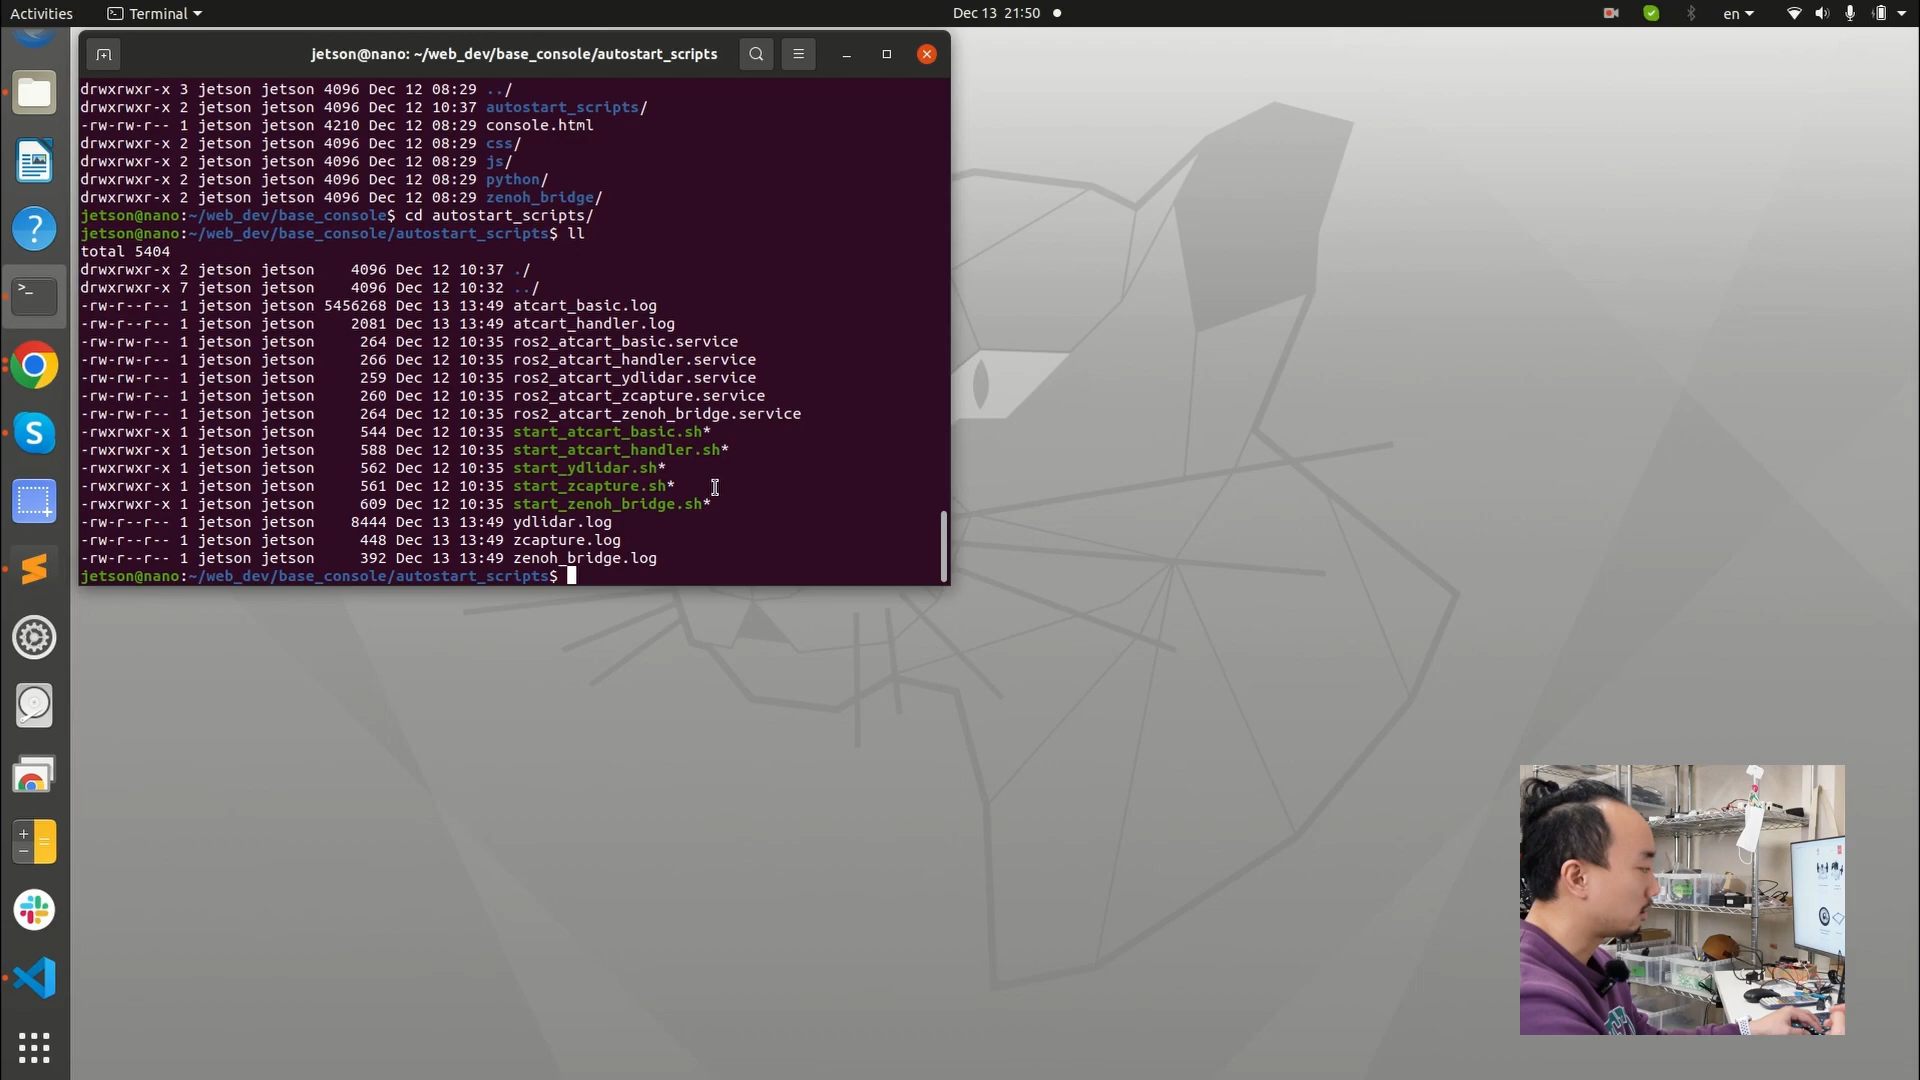 Activities
Terminal
Dec 13 21:50
en
jetson@nano: ~/web_dev/base_console/autostart_scripts
drwxrwxr-x 3 jetson jetson 4096 Dec 12 08:29 ../
drwxrwxr-x 2 jetson jetson 4096 Dec 12 10:37 autostart_scripts/
-rw-rw-r-- 1 jetson jetson 4210 Dec 12 08:29 console.html
drwxrwxr-x 2 jetson jetson 4096 Dec 12 08:29 css/
drwxrwxr-x 2 jetson jetson 4096 Dec 12 08:29 js/
drwxrwxr-x 2 jetson jetson 4096 Dec 12 08:29 python/
drwxrwxr-x 2 jetson jetson 4096 Dec 12 08:29 zenoh_bridge/
jetson@nano:~/web_dev/base_console$ cd autostart_scripts/
jetson@nano:~/web_dev/base_console/autostart_scripts$ ll
total 5404
drwxrwxr-x 2 jetson jetson    4096 Dec 12 10:37 ./
drwxrwxr-x 7 jetson jetson    4096 Dec 12 10:32 ../
-rw-r--r-- 1 jetson jetson 5456268 Dec 13 13:49 atcart_basic.log
-rw-r--r-- 1 jetson jetson    2081 Dec 13 13:49 atcart_handler.log
-rw-rw-r-- 1 jetson jetson     264 Dec 12 10:35 ros2_atcart_basic.service
-rw-rw-r-- 1 jetson jetson     266 Dec 12 10:35 ros2_atcart_handler.service
-rw-rw-r-- 1 jetson jetson     259 Dec 12 10:35 ros2_atcart_ydlidar.service
-rw-rw-r-- 1 jetson jetson     260 Dec 12 10:35 ros2_atcart_zcapture.service
-rw-rw-r-- 1 jetson jetson     264 Dec 12 10:35 ros2_atcart_zenoh_bridge.service
-rwxrwxr-x 1 jetson jetson     544 Dec 12 10:35 start_atcart_basic.sh*
-rwxrwxr-x 1 jetson jetson     588 Dec 12 10:35 start_atcart_handler.sh*
-rwxrwxr-x 1 jetson jetson     562 Dec 12 10:35 start_ydlidar.sh*
-rwxrwxr-x 1 jetson jetson     561 Dec 12 10:35 start_zcapture.sh*
-rwxrwxr-x 1 jetson jetson     609 Dec 12 10:35 start_zenoh_bridge.sh*
-rw-r--r-- 1 jetson jetson    8444 Dec 13 13:49 ydlidar.log
-rw-r--r-- 1 jetson jetson     448 Dec 13 13:49 zcapture.log
-rw-r--r-- 1 jetson jetson     392 Dec 13 13:49 zenoh_bridge.log
jetson@nano:~/web_dev/base_console/autostart_scripts$